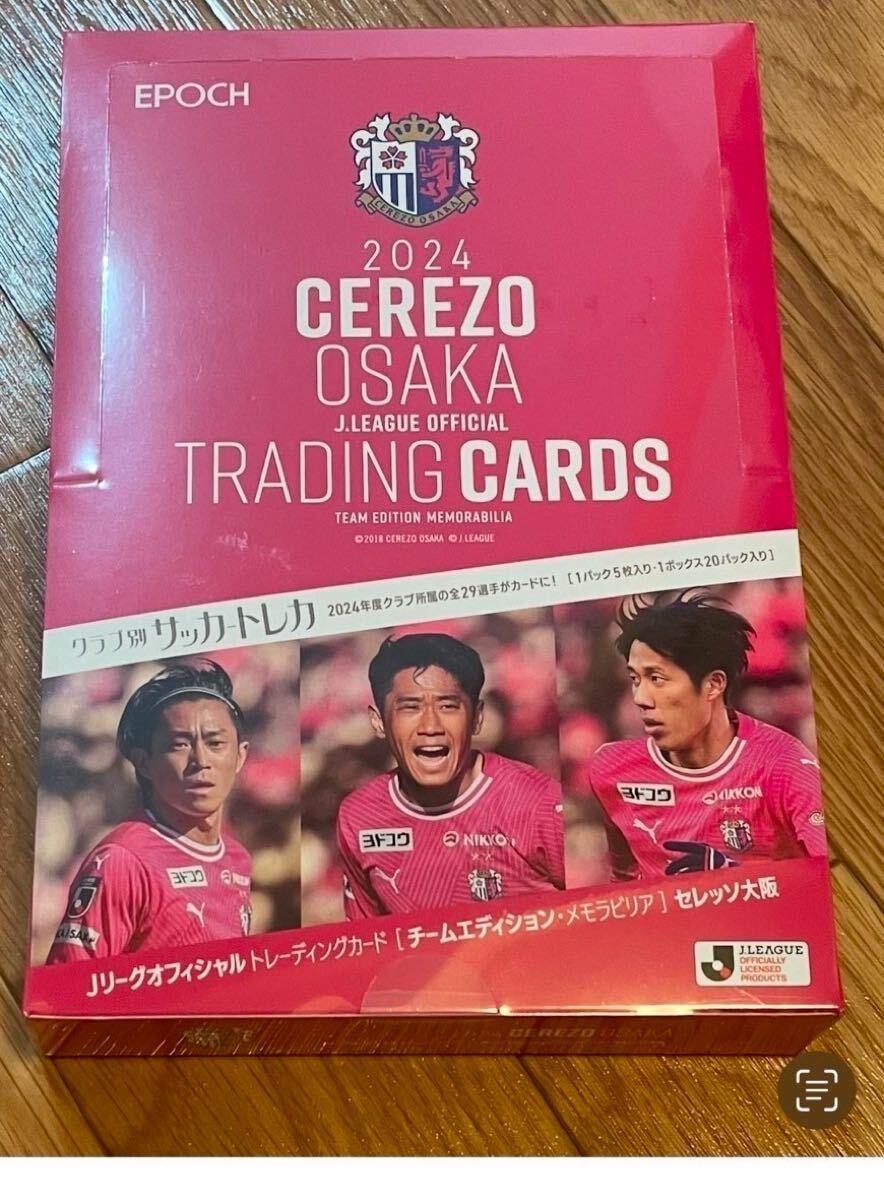 EPOCH
CEREZO OSAKA
2024
CEREZO
OSAKA
J.LEAGUE OFFICIAL
TRADING CARDS
TEAM EDITION MEMORABILIA
©2018 CEREZO OSAKA © J.LEAGUE
クラブ別 サッカートレカ 2024年度クラブ所属の全29選手がカードに! [1パック5枚入り・1ボックス20パック入り]
ヨドコウ
ヨドコウ NIKKON
ヨドコウ NIKKON
Jリーグオフィシャルトレーディングカード [チームエディション・メモラビリア] セレッソ大阪
J.LEAGUE
OFFICIALLY
LICENSED
PRODUCTS
CEREZO OSAKA